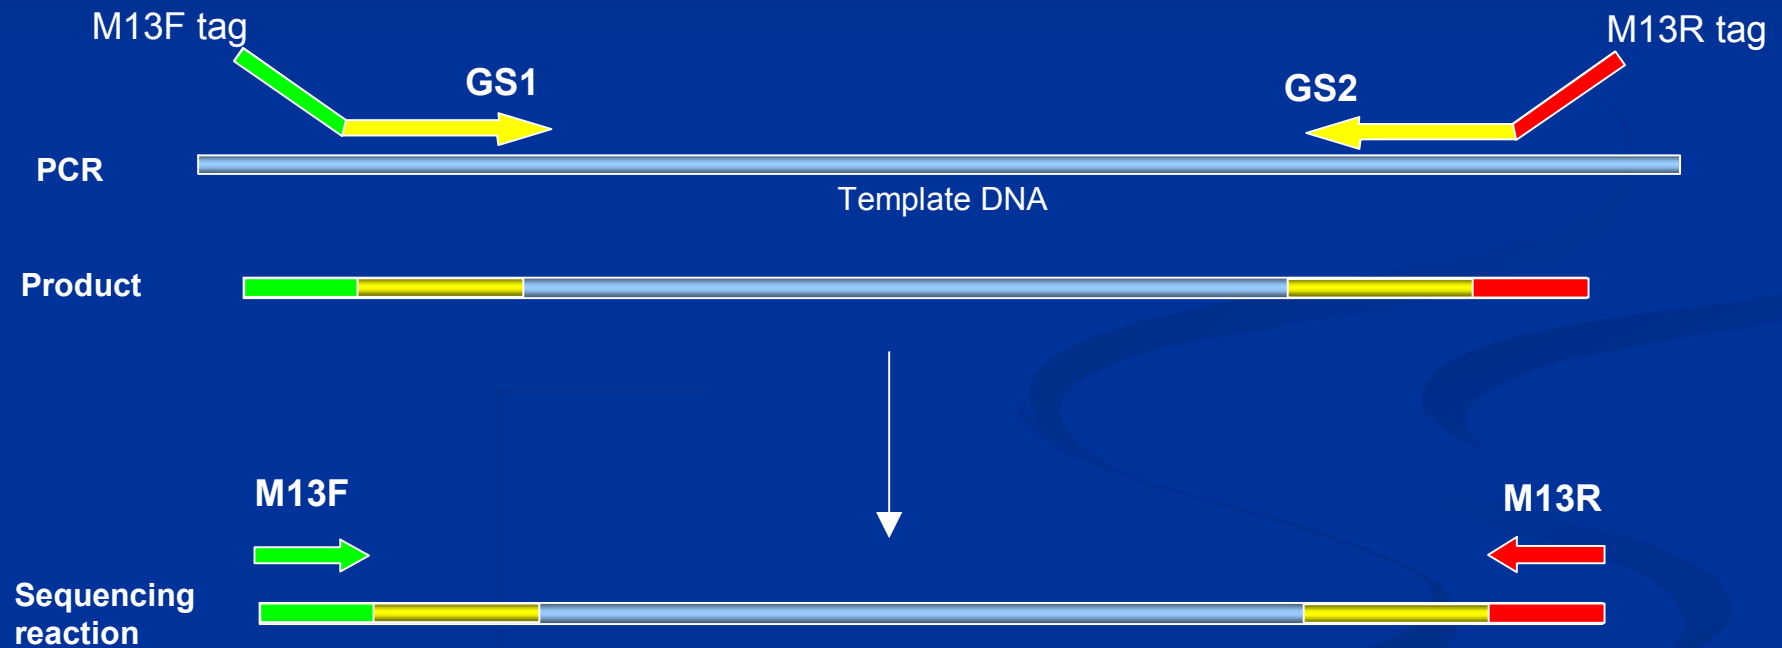 M13F tag
M13R tag
GS1
GS2
PCR
Template DNA
Product
M13F
M13R
Sequencing
reaction